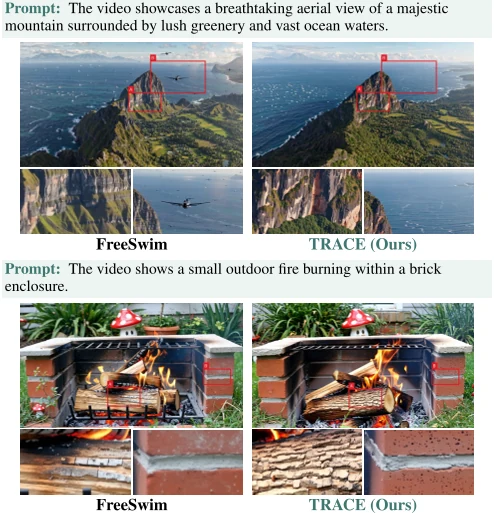 Prompt: The video showcases a breathtaking aerial view of a majestic
mountain surrounded by lush greenery and vast ocean waters.
FreeSwim
TRACE (Ours)
Prompt: The video shows a small outdoor fire burning within a brick
enclosure.
FreeSwim
TRACE (Ours)